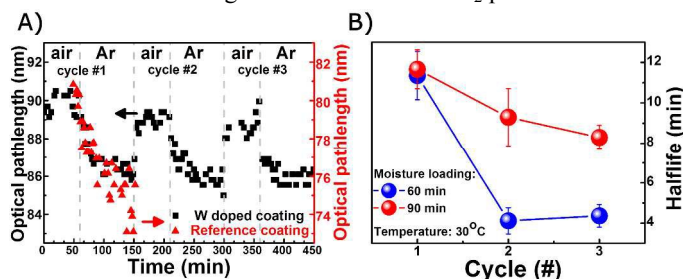 2
A)
B)
air Ar air Ar air Ar
cycle #1 cycle #2 cycle #3
Optical pathlength (nm)
90
88
86
84
0 50 100 150 200 250 300 350 400 450
Time (min)
W doped coating
Reference coating
82
80
78
76
74
Optical pathlength (nm)
Moisture loading:
60 min
90 min
Temperature: 30°C
1 2 3
Cycle (#)
12
10
8
6
4
Halflife (min)